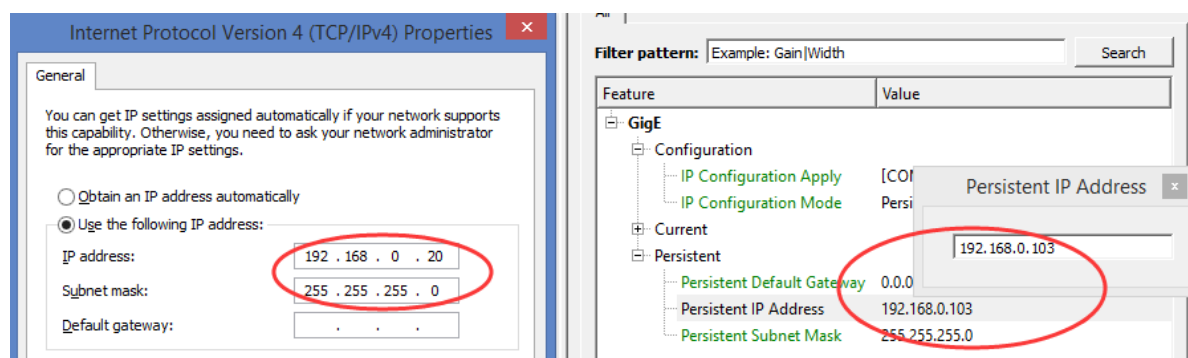 Internet Protocol Version 4 (TCP/IPv4) Properties
General
You can get IP settings assigned automatically if your network supports
this capability. Otherwise, you need to ask your network administrator
for the appropriate IP settings.
Obtain an IP address automatically
Use the following IP address:
IP address: 192 . 168 . 0 . 20
Subnet mask: 255 . 255 . 255 . 0
Default gateway: . . .
Filter pattern: Example: Gain|Width Search
Feature Value
GigE
Configuration
IP Configuration Apply
IP Configuration Mode
Current
Persistent
Persistent Default Gateway 0.0.0
Persistent IP Address 192.168.0.103
Persistent Subnet Mask 255.255.255.0
Persistent IP Address x
192.168.0.103